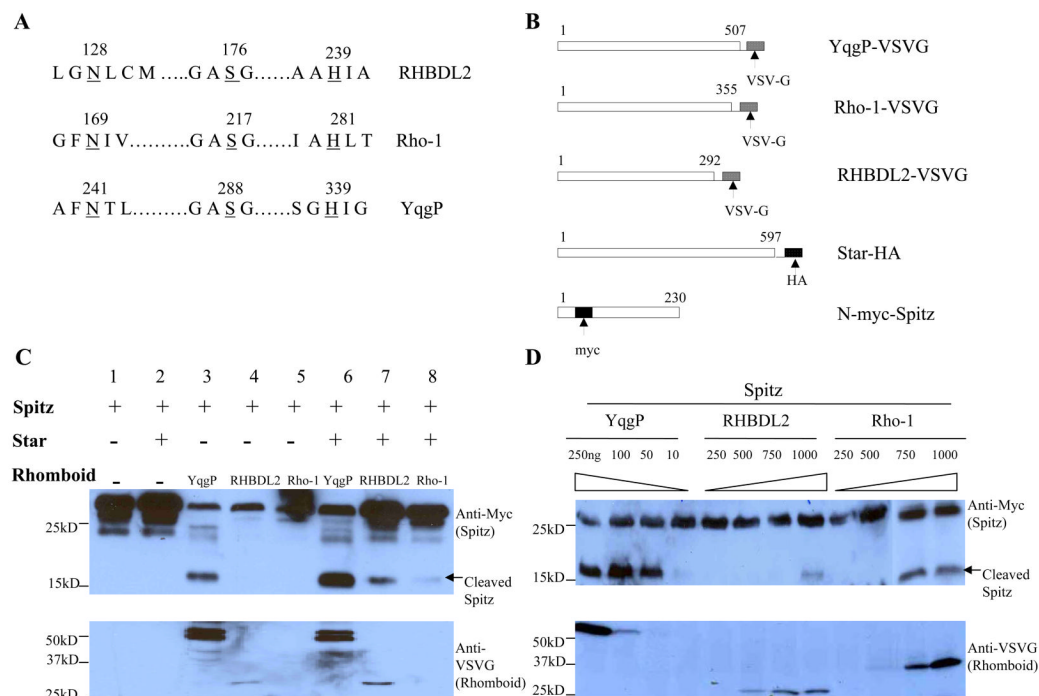 A
128 176 239
L G N L C M …..G A S G……A A H I A RHBDL2
169 217 281
G F N I V………G A S G……I A H L T Rho-1
241 288 339
A F N T L………G A S G……S G H I G YqgP
B
1 507
YqgP-VSVG
VSV-G
1 355
Rho-1-VSVG
VSV-G
1 292
RHBDL2-VSVG
VSV-G
1 597
Star-HA
HA
1 230
N-myc-Spitz
myc
C
1 2 3 4 5 6 7 8
Spitz + + + + + + + +
Star - + - - - + + +
Rhomboid - - YqgP RHBDL2 Rho-1 YqgP RHBDL2 Rho-1
Anti-Myc
(Spitz)
25kD
15kD
Cleaved
Spitz
50kD
37kD
25kD
Anti-
VSVG
(Rhomboid)
D
Spitz
YqgP RHBDL2 Rho-1
250ng 100 50 10 250 500 750 1000 250 500 750 1000
Anti-Myc
(Spitz)
25kD
15kD
Cleaved
Spitz
50kD
37kD
25kD
Anti-VSVG
(Rhomboid)